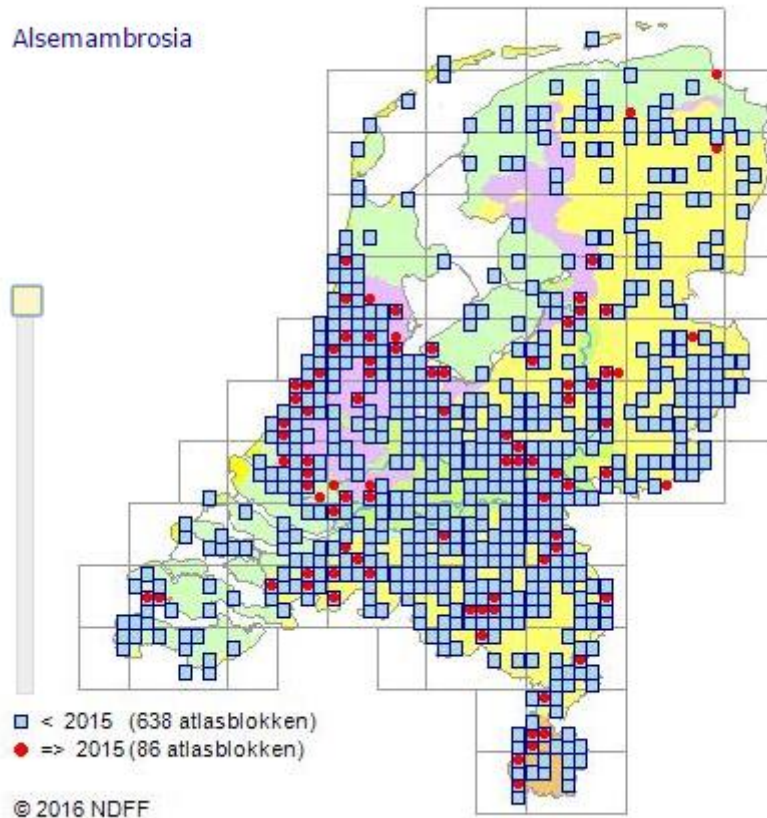 Alsemambrosia
< 2015 (638 atlasblokken)
=> 2015 (86 atlasblokken)
© 2016 NDFF